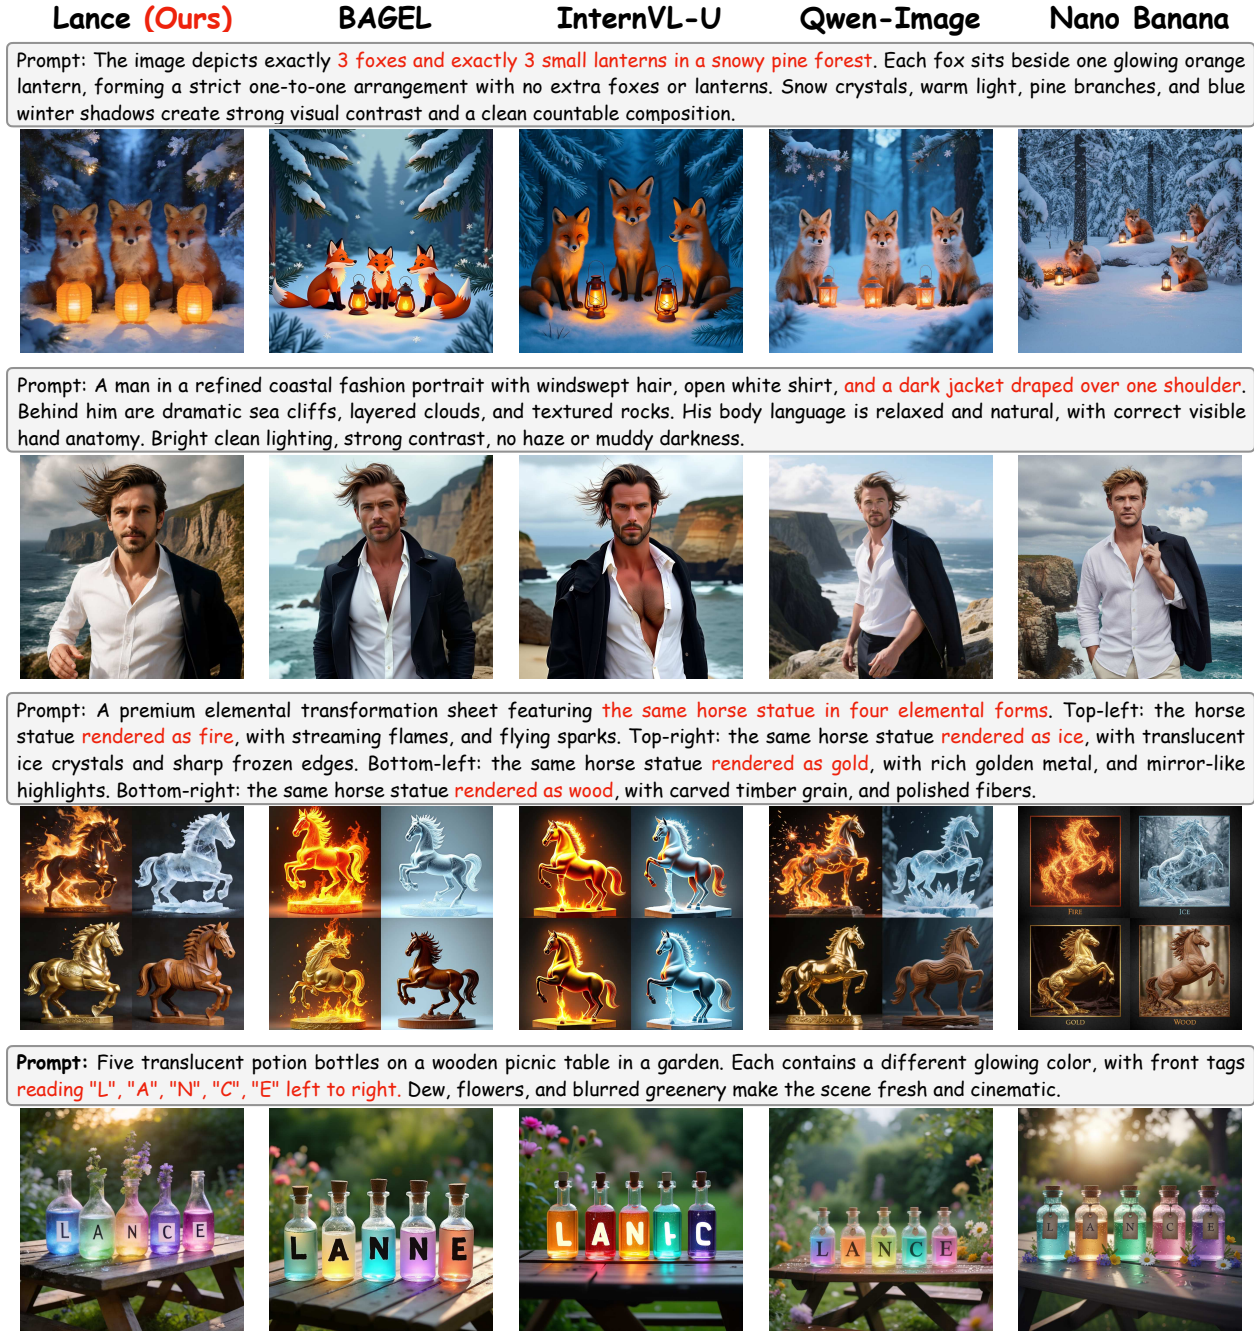 Lance (Ours) BAGEL InternVL-U Qwen-Image Nano Banana
Prompt: The image depicts exactly 3 foxes and exactly 3 small lanterns in a snowy pine forest. Each fox sits beside one glowing orange
lantern, forming a strict one-to-one arrangement with no extra foxes or lanterns. Snow crystals, warm light, pine branches, and blue
winter shadows create strong visual contrast and a clean countable composition.
Prompt: A man in a refined coastal fashion portrait with windswept hair, open white shirt, and a dark jacket draped over one shoulder.
Behind him are dramatic sea cliffs, layered clouds, and textured rocks. His body language is relaxed and natural, with correct visible
hand anatomy. Bright clean lighting, strong contrast, no haze or muddy darkness.
Prompt: A premium elemental transformation sheet featuring the same horse statue in four elemental forms. Top-left: the horse
statue rendered as fire, with streaming flames, and flying sparks. Top-right: the same horse statue rendered as ice, with translucent
ice crystals and sharp frozen edges. Bottom-left: the same horse statue rendered as gold, with rich golden metal, and mirror-like
highlights. Bottom-right: the same horse statue rendered as wood, with carved timber grain, and polished fibers.
FIRE JCE
GOLD WOOD
Prompt: Five translucent potion bottles on a wooden picnic table in a garden. Each contains a different glowing color, with front tags
reading "L", "A", "N", "C", "E" left to right. Dew, flowers, and blurred greenery make the scene fresh and cinematic.
L A N C E
L A N N E
L A N I C
L A N C E
L A N C E